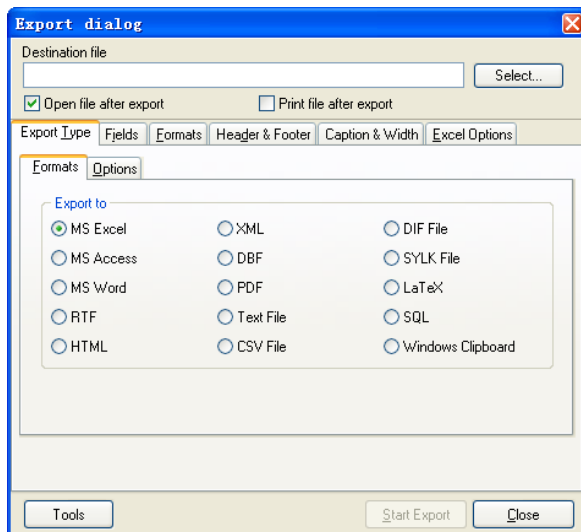 Export dialog
Destination file
Select...
Open file after export Print file after export
Export Type Fields Formats Header & Footer Caption & Width Excel Options
Formats Options
Export to
MS Excel XML DIF File
MS Access DBF SYLK File
MS Word PDF LaTeX
RTF Text File SQL
HTML CSV File Windows Clipboard
Tools Start Export Close